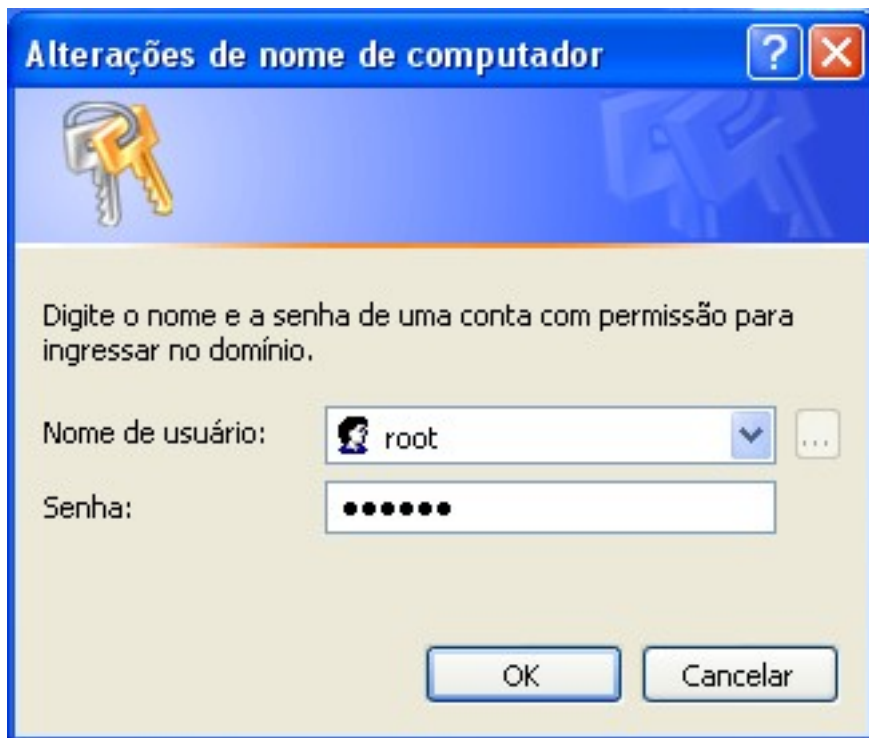 Alterações de nome de computador
Digite o nome e a senha de uma conta com permissão para
ingressar no domínio.
Nome de usuário: root ...
Senha: ●●●●●●
OK Cancelar